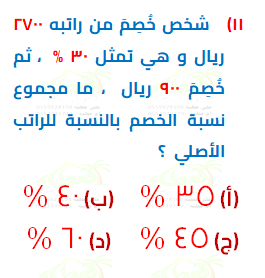 ١١) شخص خُصِمَ من راتبه ٢٧٠٠
ريال و هي تمثل ٣٠ % ، ثم
خُصِمَ ٩٠٠ ريال ، ما مجموع
نسبة الخصم بالنسبة للراتب
الأصلي ؟
(أ) ٣٥ % (ب) ٤٠ %
(ج) ٤٥ % (د) ٦٠ %